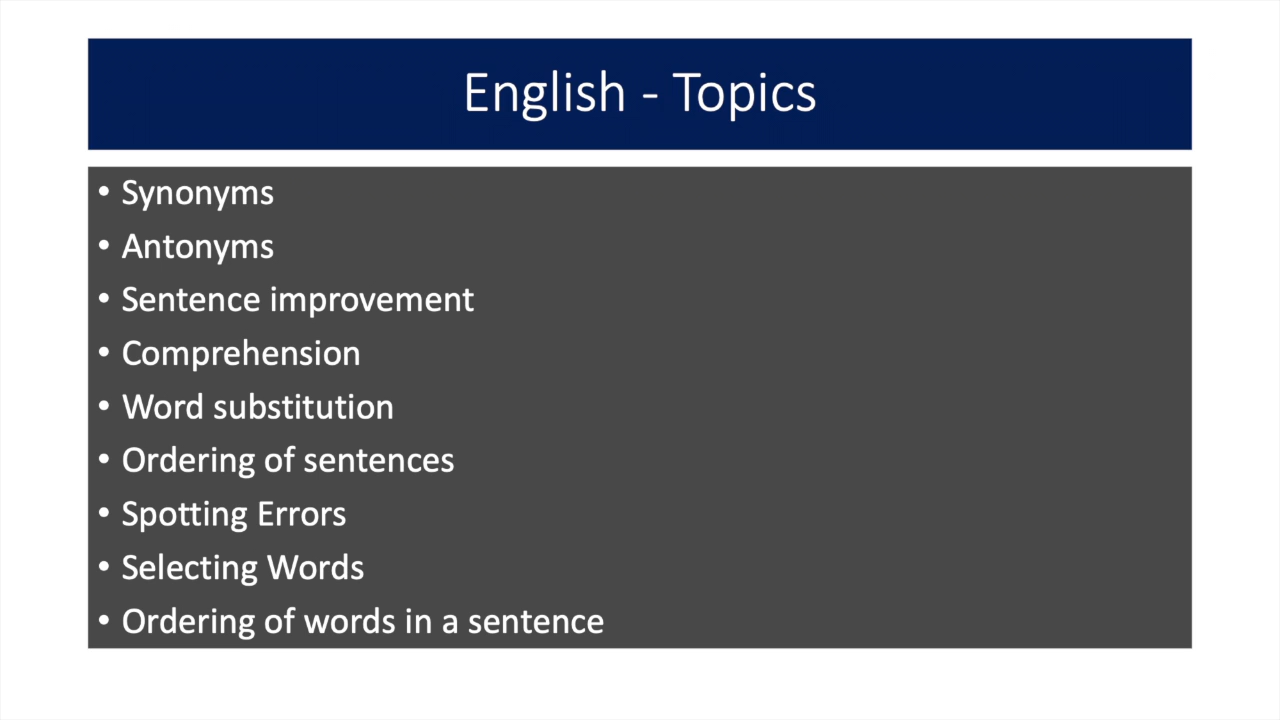 English - Topics
• Synonyms
• Antonyms
• Sentence improvement
• Comprehension
• Word substitution
• Ordering of sentences
• Spotting Errors
• Selecting Words
• Ordering of words in a sentence